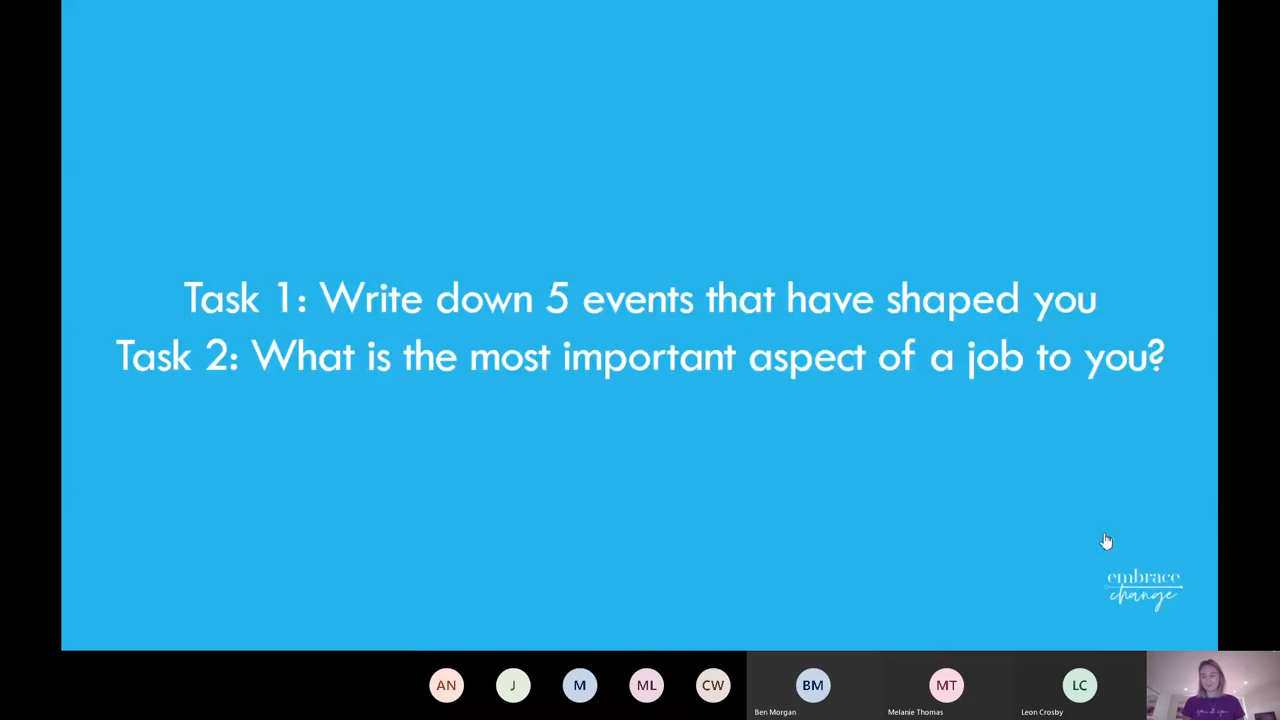 Task 1: Write down 5 events that have shaped you
Task 2: What is the most important aspect of a job to you?
embrace
change
AN
J
M
ML
CW
BM
MT
LC
Ben Morgan
Melanie Thomas
Leon Crosby